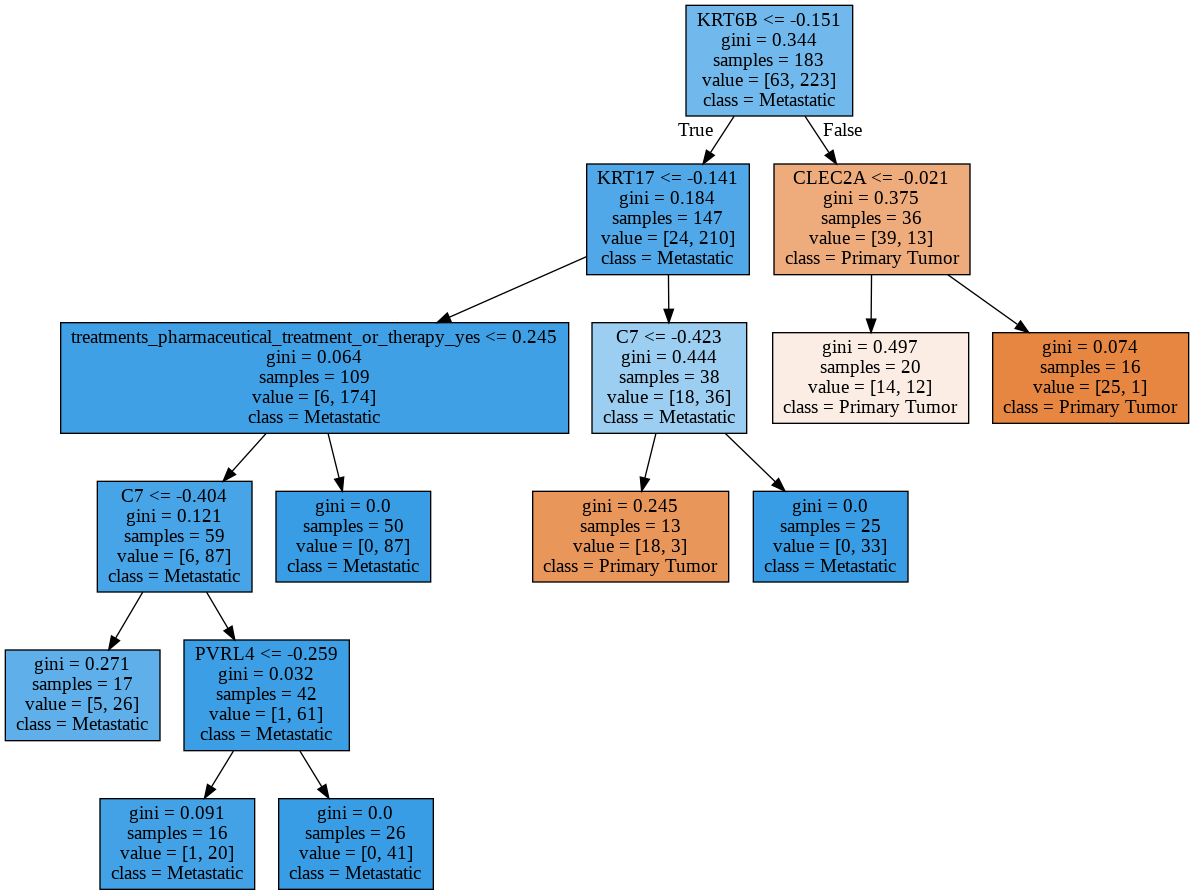 KRT6B <= -0.151
gini = 0.344
samples = 183
value = [63, 223]
class = Metastatic
True
False
KRT17 <= -0.141
gini = 0.184
samples = 147
value = [24, 210]
class = Metastatic
CLEC2A <= -0.021
gini = 0.375
samples = 36
value = [39, 13]
class = Primary Tumor
treatments_pharmaceutical_treatment_or_therapy_yes <= 0.245
gini = 0.064
samples = 109
value = [6, 174]
class = Metastatic
C7 <= -0.423
gini = 0.444
samples = 38
value = [18, 36]
class = Metastatic
gini = 0.497
samples = 20
value = [14, 12]
class = Primary Tumor
gini = 0.074
samples = 16
value = [25, 1]
class = Primary Tumor
C7 <= -0.404
gini = 0.121
samples = 59
value = [6, 87]
class = Metastatic
gini = 0.0
samples = 50
value = [0, 87]
class = Metastatic
gini = 0.245
samples = 13
value = [18, 3]
class = Primary Tumor
gini = 0.0
samples = 25
value = [0, 33]
class = Metastatic
gini = 0.271
samples = 17
value = [5, 26]
class = Metastatic
PVRL4 <= -0.259
gini = 0.032
samples = 42
value = [1, 61]
class = Metastatic
gini = 0.091
samples = 16
value = [1, 20]
class = Metastatic
gini = 0.0
samples = 26
value = [0, 41]
class = Metastatic